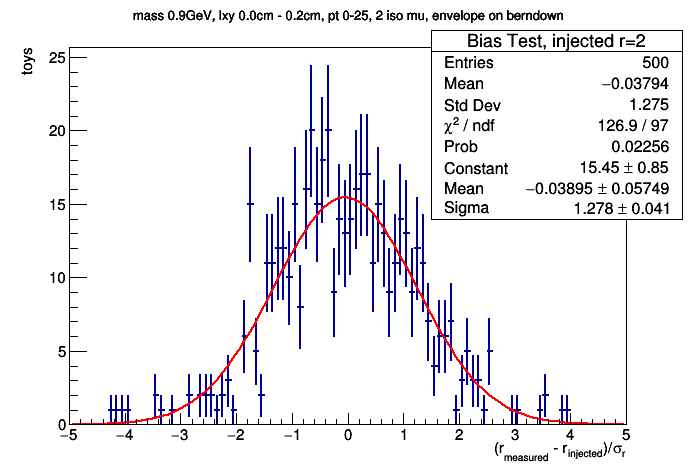 mass 0.9GeV, lxy 0.0cm - 0.2cm, pt 0-25, 2 iso mu, envelope on berndown
toys
25
20
15
10
5
0
Bias Test, injected r=2
Entries 500
Mean −0.03794
Std Dev 1.275
χ² / ndf 126.9 / 97
Prob 0.02256
Constant 15.45 ± 0.85
Mean −0.03895 ± 0.05749
Sigma 1.278 ± 0.041
−5 −4 −3 −2 −1 0 1 2 3 4 5
(r_measured - r_injected)/σ_r